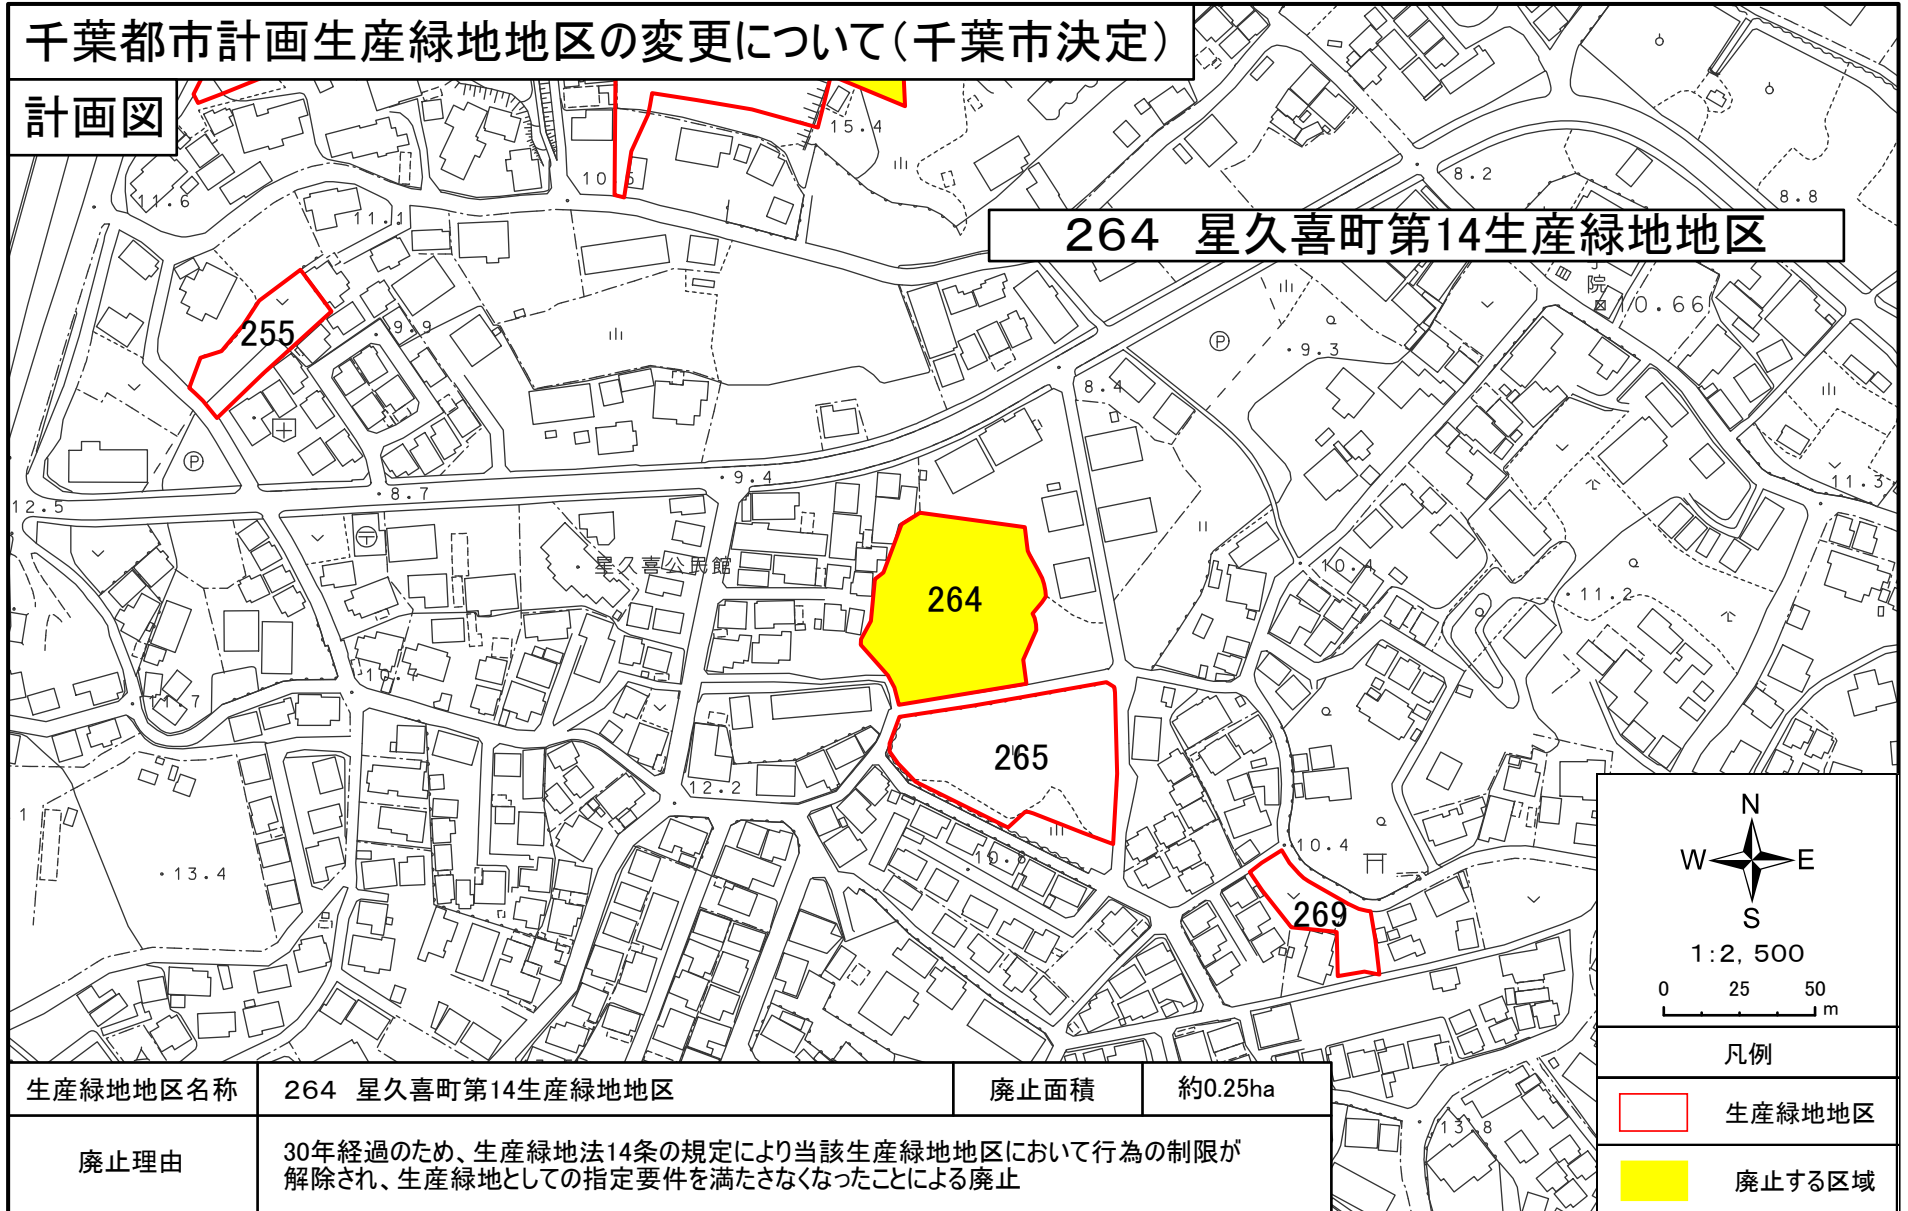 千葉都市計画生産緑地地区の変更について(千葉市決定)
計画図
264 星久喜町第14生産緑地地区
15.4
8.2
8.8
11.6
11.1
院
10.66
255
9.9
9.3
P
8.4
P
9.4
8.7
12.5
11.3
星久喜公民館
10.4
11.2
264
265
12.2
13.4
10.4
269
N
W E
S
1:2,500
0 25 50
m
凡例
生産緑地地区
廃止する区域
13.8
生産緑地地区名称
264 星久喜町第14生産緑地地区
廃止面積
約0.25ha
廃止理由
30年経過のため、生産緑地法14条の規定により当該生産緑地地区において行為の制限が
解除され、生産緑地としての指定要件を満たさなくなったことによる廃止